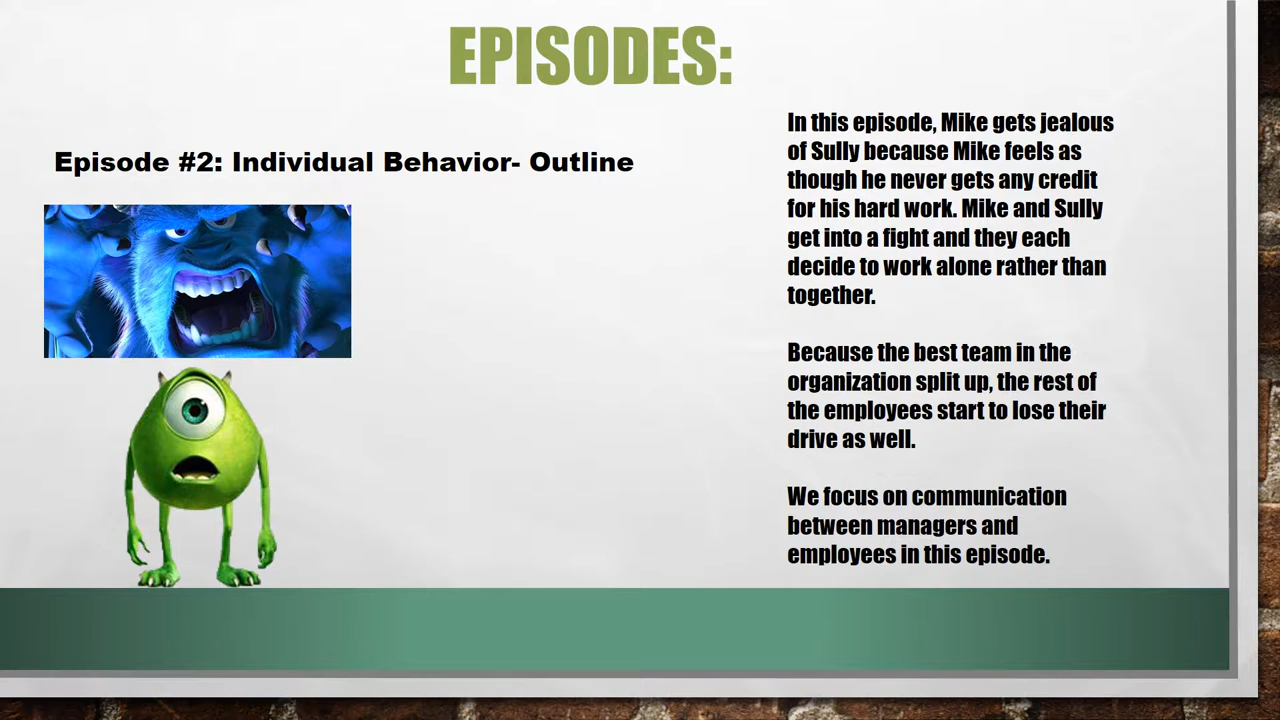 EPISODES:
Episode #2: Individual Behavior- Outline
In this episode, Mike gets jealous
of Sully because Mike feels as
though he never gets any credit
for his hard work. Mike and Sully
get into a fight and they each
decide to work alone rather than
together.
Because the best team in the
organization split up, the rest of
the employees start to lose their
drive as well.
We focus on communication
between managers and
employees in this episode.